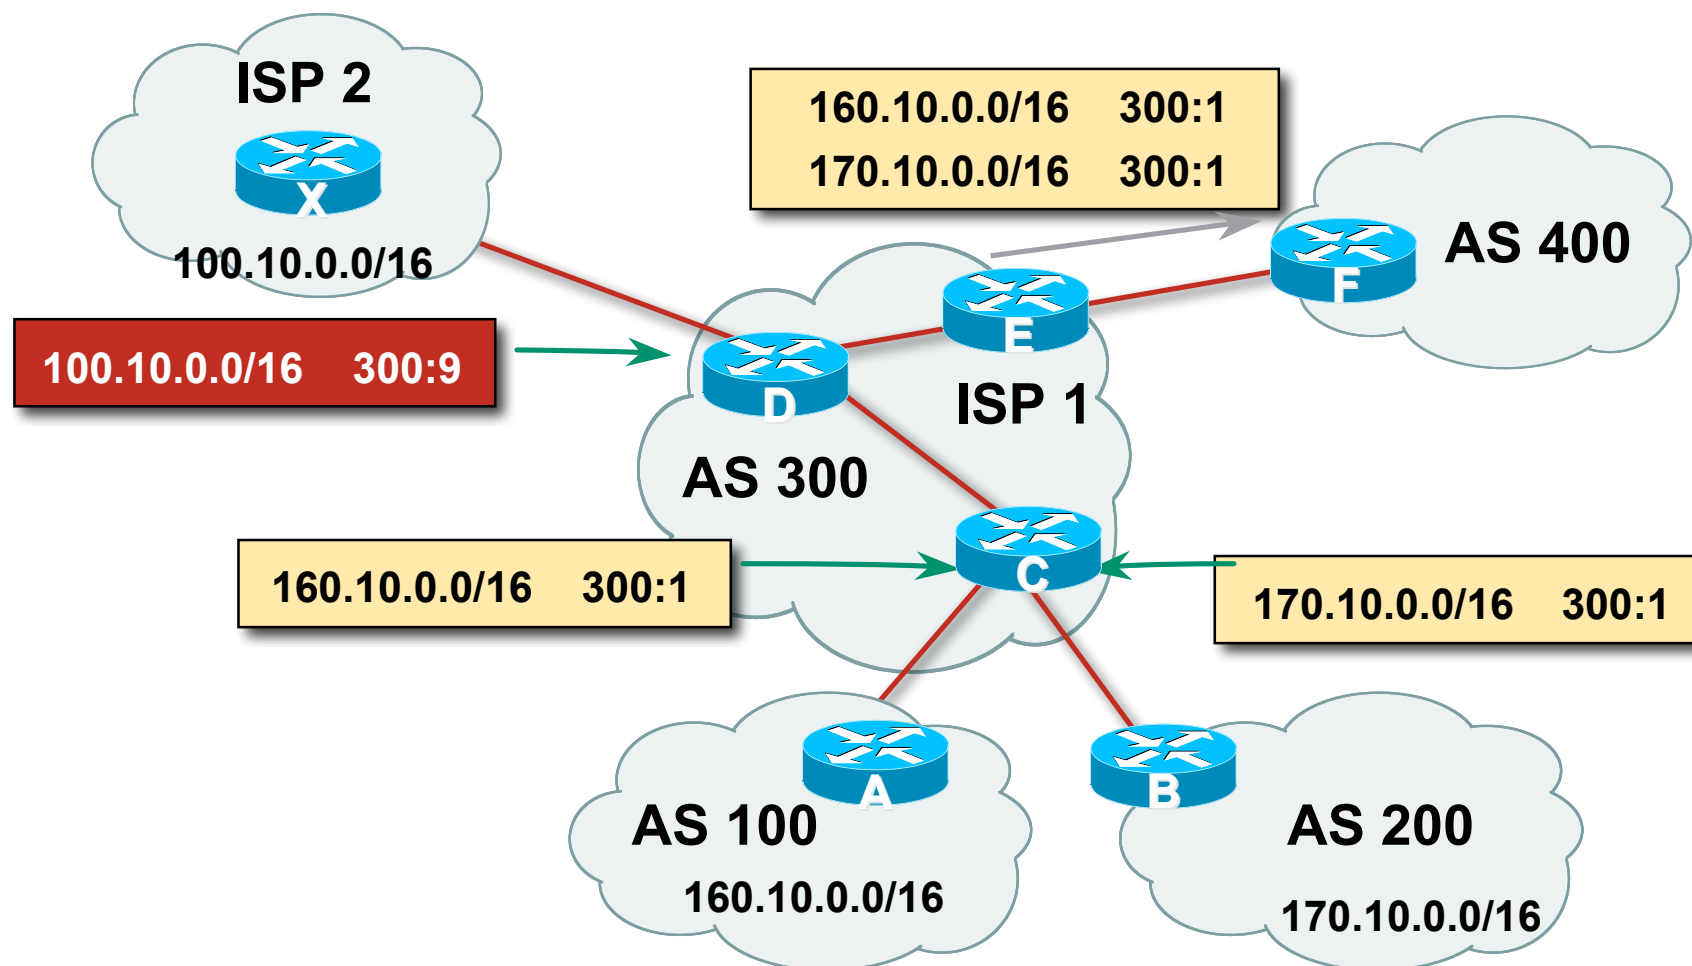 ISP 2
X
100.10.0.0/16
160.10.0.0/16 300:1
170.10.0.0/16 300:1
F
AS 400
100.10.0.0/16 300:9
E
D
ISP 1
AS 300
160.10.0.0/16 300:1
C
170.10.0.0/16 300:1
A
AS 100
160.10.0.0/16
B
AS 200
170.10.0.0/16